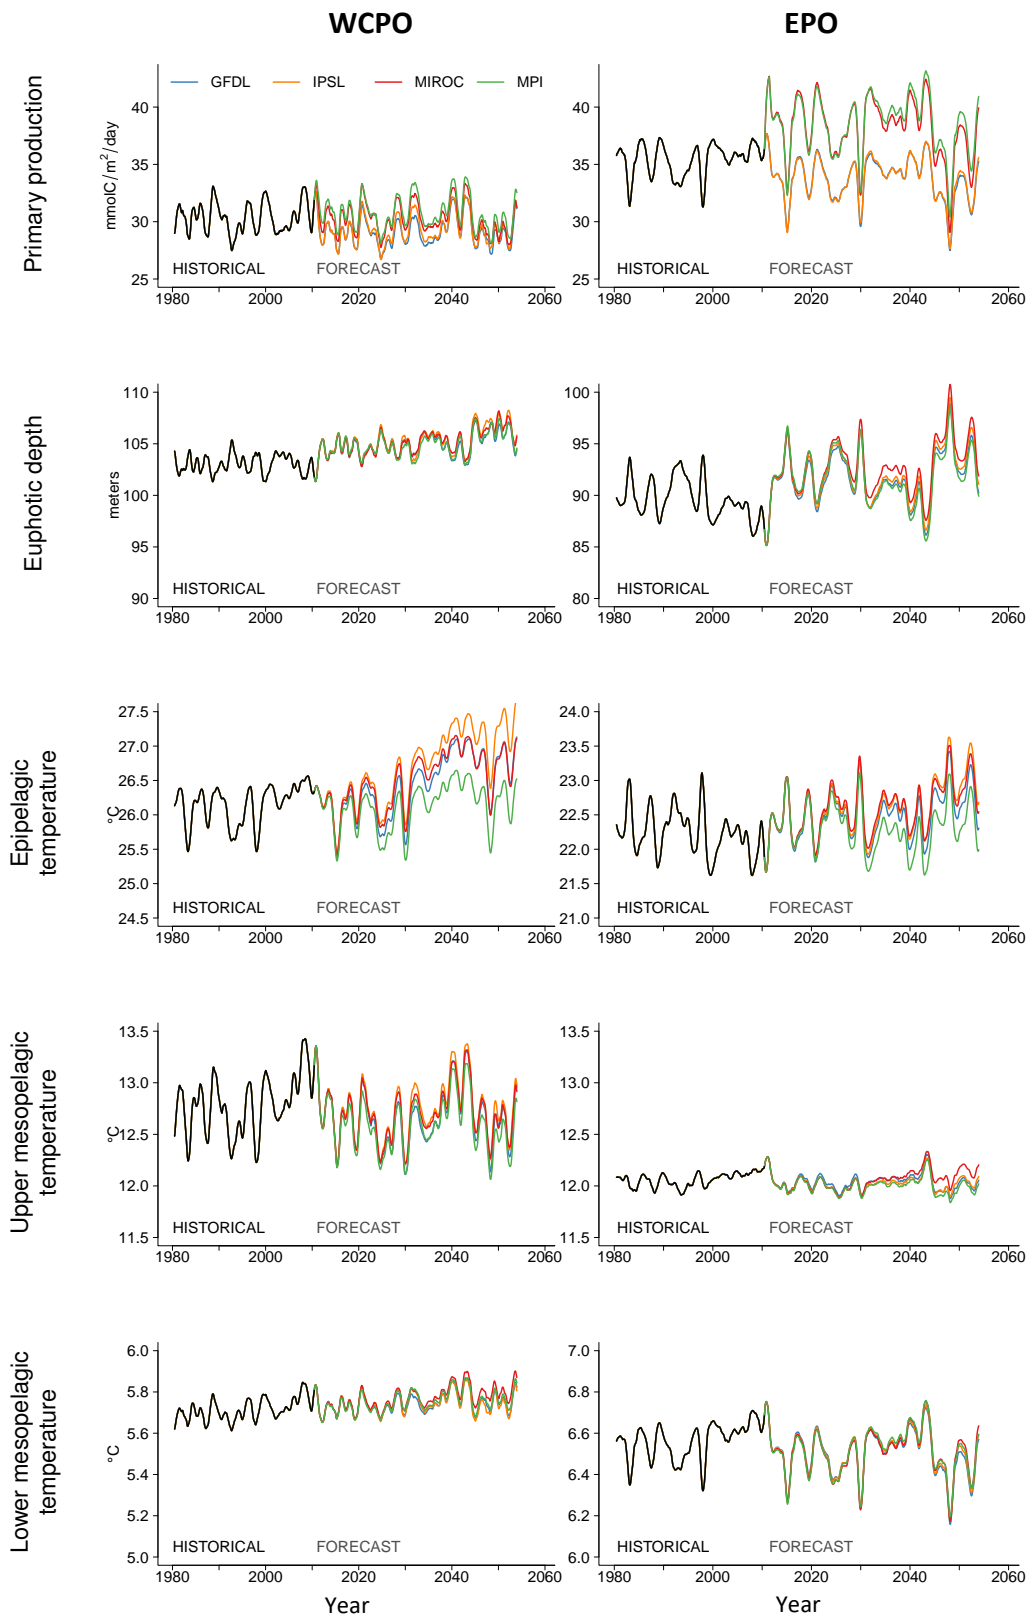 WCPO
EPO
Primary production
mmolC/m²/day
GFDL
IPSL
MIROC
MPI
40
35
30
25
HISTORICAL
FORECAST
1980
2000
2020
2040
2060
40
35
30
25
HISTORICAL
FORECAST
1980
2000
2020
2040
2060
Euphotic depth
meters
110
105
100
95
90
HISTORICAL
FORECAST
1980
2000
2020
2040
2060
100
95
90
85
80
HISTORICAL
FORECAST
1980
2000
2020
2040
2060
Epipelagic
temperature
°C
27.5
27.0
26.5
26.0
25.5
25.0
24.5
HISTORICAL
FORECAST
1980
2000
2020
2040
2060
24.0
23.5
23.0
22.5
22.0
21.5
21.0
HISTORICAL
FORECAST
1980
2000
2020
2040
2060
Upper mesopelagic
temperature
°C
13.5
13.0
12.5
12.0
11.5
HISTORICAL
FORECAST
1980
2000
2020
2040
2060
13.5
13.0
12.5
12.0
11.5
HISTORICAL
FORECAST
1980
2000
2020
2040
2060
Lower mesopelagic
temperature
°C
6.0
5.8
5.6
5.4
5.2
5.0
HISTORICAL
FORECAST
1980
2000
2020
2040
2060
Year
7.0
6.8
6.6
6.4
6.2
6.0
HISTORICAL
FORECAST
1980
2000
2020
2040
2060
Year